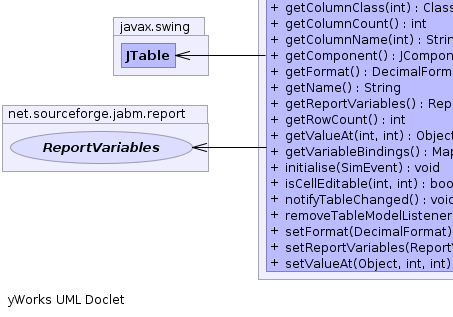 javax.swing
JTable
net.sourceforge.jabm.report
ReportVariables
+ getColumnClass(int) : Class
+ getColumnCount() : int
+ getColumnName(int) : Strin
+ getComponent() : JCompon
+ getFormat() : DecimalForm
+ getName() : String
+ getReportVariables() : Rep
+ getRowCount() : int
+ getValueAt(int, int) : Object
+ getVariableBindings() : Map
+ initialise(SimEvent) : void
+ isCellEditable(int, int) : boo
+ notifyTableChanged() : void
+ removeTableModelListener
+ setFormat(DecimalFormat)
+ setReportVariables(ReportV
+ setValueAt(Object, int, int)
yWorks UML Doclet